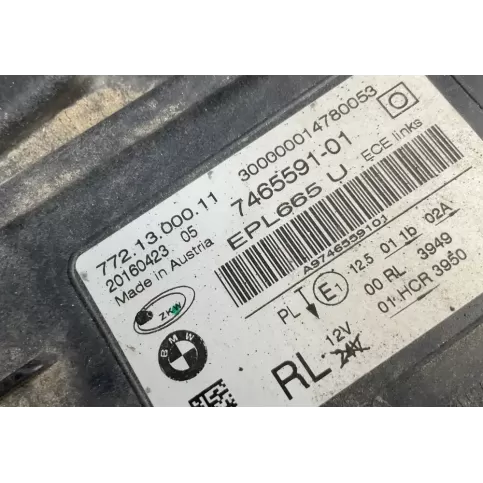 772.13.000.11 300000014780053
20160423 05 7465591-01
Made in Austria EPL665 U ECE links
A9746559101
ZKW
BMW
PL E1 12.5 01 1b 02A
00 RL 3949
01 HCR 3950
RL 12V